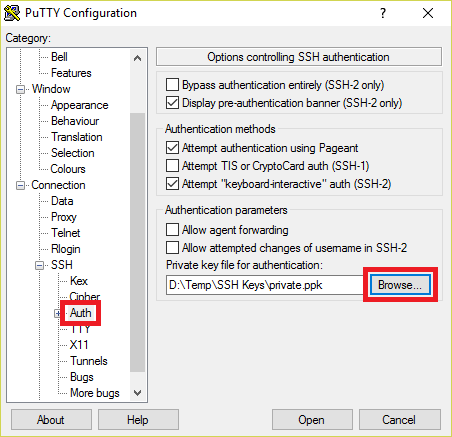 PuTTY Configuration
Category:
Bell
Features
Window
Appearance
Behaviour
Translation
Selection
Colours
Connection
Data
Proxy
Telnet
Rlogin
SSH
Kex
Cipher
Auth
TTY
X11
Tunnels
Bugs
More bugs
Options controlling SSH authentication
Bypass authentication entirely (SSH-2 only)
Display pre-authentication banner (SSH-2 only)
Authentication methods
Attempt authentication using Pageant
Attempt TIS or CryptoCard auth (SSH-1)
Attempt "keyboard-interactive" auth (SSH-2)
Authentication parameters
Allow agent forwarding
Allow attempted changes of username in SSH-2
Private key file for authentication:
D:\Temp\SSH Keys\private.ppk
Browse...
About
Help
Open
Cancel